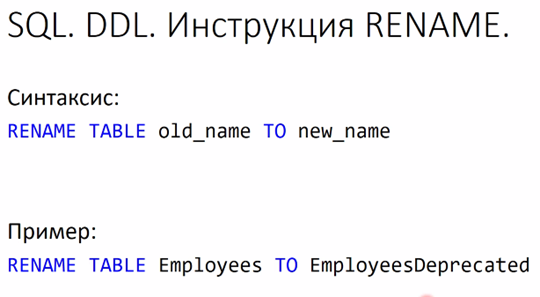 SQL. DDL. Инструкция RENAME.
Синтаксис:
RENAME TABLE old_name TO new_name
Пример:
RENAME TABLE Employees TO EmployeesDeprecated